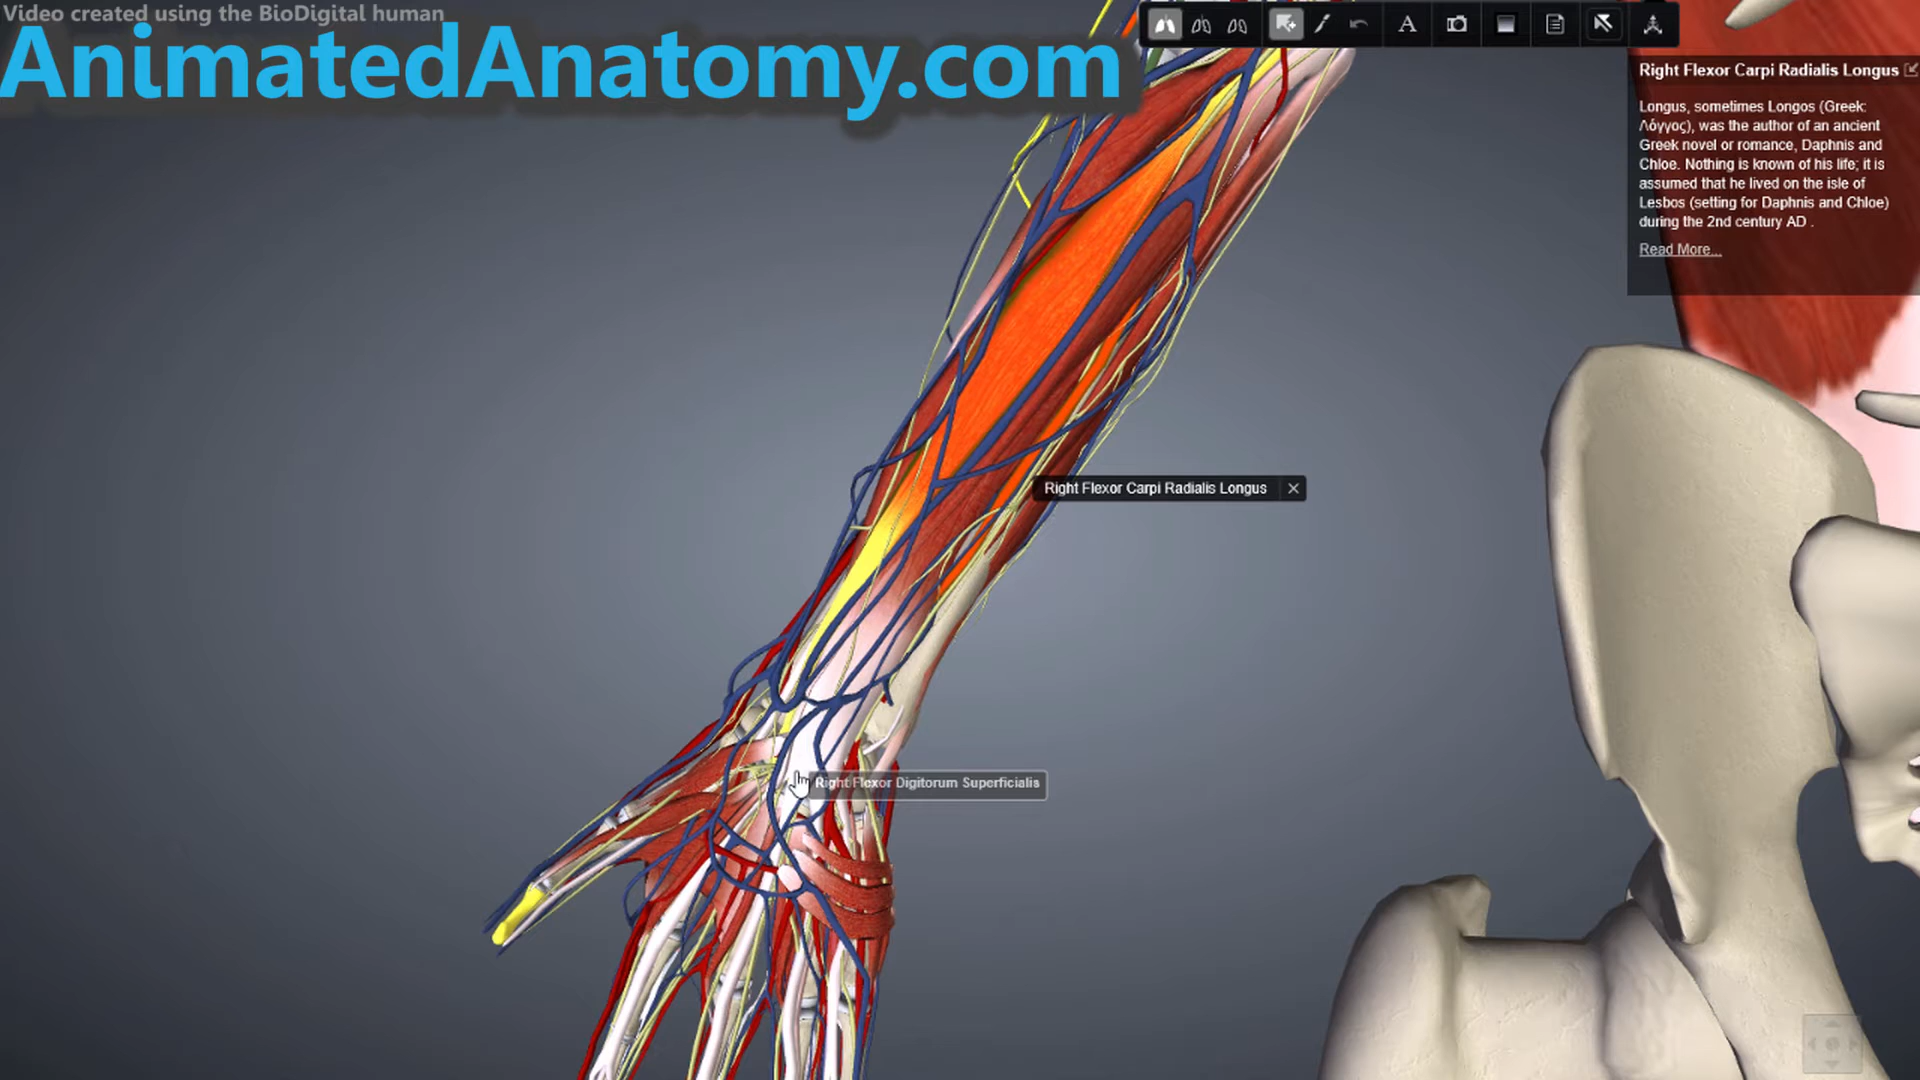 Video created using the BioDigital human
AnimatedAnatomy.com
A
Right Flexor Carpi Radialis Longus
Longus, sometimes Longos (Greek:
Λόγγος), was the author of an ancient
Greek novel or romance, Daphnis and
Chloe. Nothing is known of his life; it is
assumed that he lived on the isle of
Lesbos (setting for Daphnis and Chloe)
during the 2nd century AD .
Read More...
Right Flexor Carpi Radialis Longus
Right Flexor Digitorum Superficialis